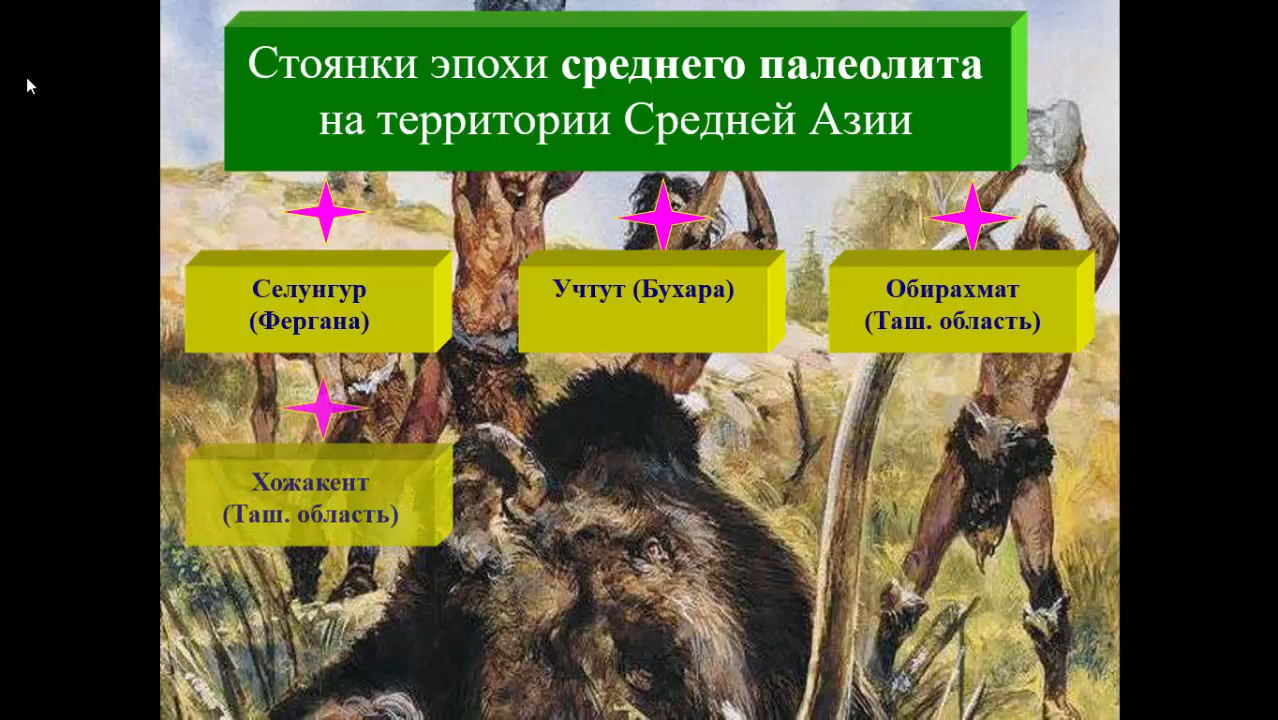 Стоянки эпохи среднего палеолита
на территории Средней Азии
Селунгур
(Фергана)
Учтут (Бухара)
Обирахмат
(Таш. область)
Хожакент
(Таш. область)